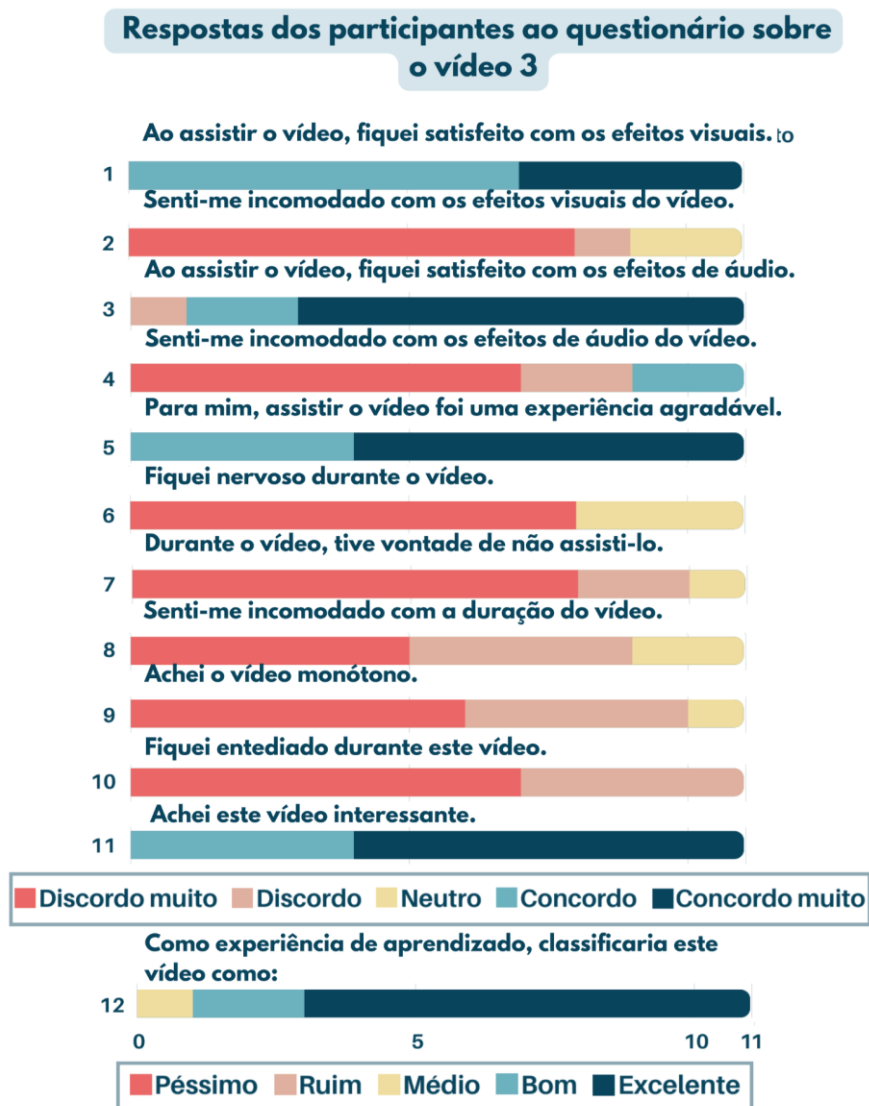 Respostas dos participantes ao questionário sobre
o vídeo 3
Ao assistir o vídeo, fiquei satisfeito com os efeitos visuais. to
1
Senti-me incomodado com os efeitos visuais do vídeo.
2
Ao assistir o vídeo, fiquei satisfeito com os efeitos de áudio.
3
Senti-me incomodado com os efeitos de áudio do vídeo.
4
Para mim, assistir o vídeo foi uma experiência agradável.
5
Fiquei nervoso durante o vídeo.
6
Durante o vídeo, tive vontade de não assisti-lo.
7
Senti-me incomodado com a duração do vídeo.
8
Achei o vídeo monótono.
9
Fiquei entediado durante este vídeo.
10
Achei este vídeo interessante.
11
Discordo muito Discordo Neutro Concordo Concordo muito
Como experiência de aprendizado, classificaria este
vídeo como:
12
0 5 10 11
Péssimo Ruim Médio Bom Excelente